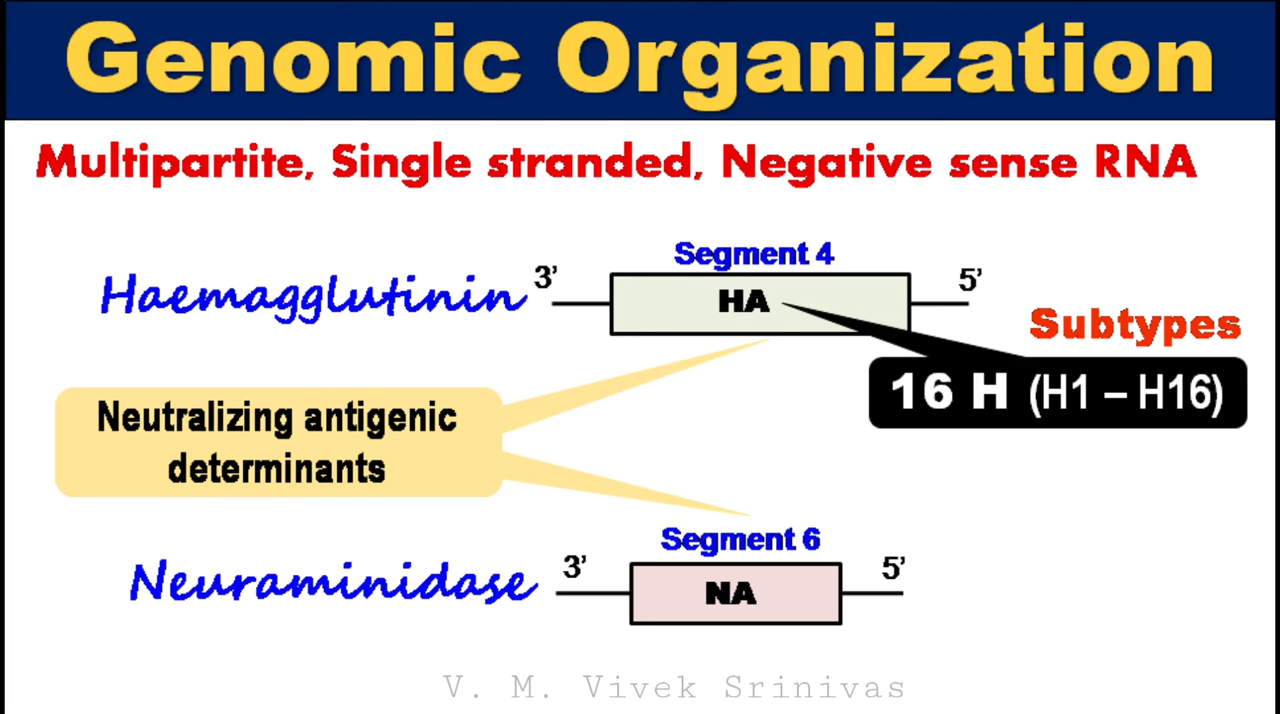 Genomic Organization
Multipartite, Single stranded, Negative sense RNA
Segment 4
Haemagglutinin 3’ HA 5’
Subtypes
16 H (H1 – H16)
Neutralizing antigenic
determinants
Segment 6
Neuraminidase 3’ NA 5’
V. M. Vivek Srinivas